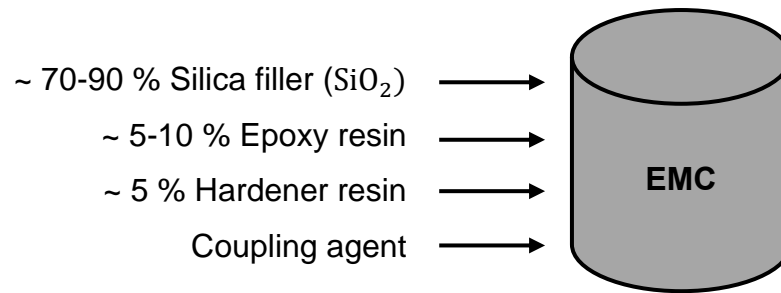 ~ 70-90 % Silica filler (SiO₂)
~ 5-10 % Epoxy resin
~ 5 % Hardener resin
Coupling agent
EMC